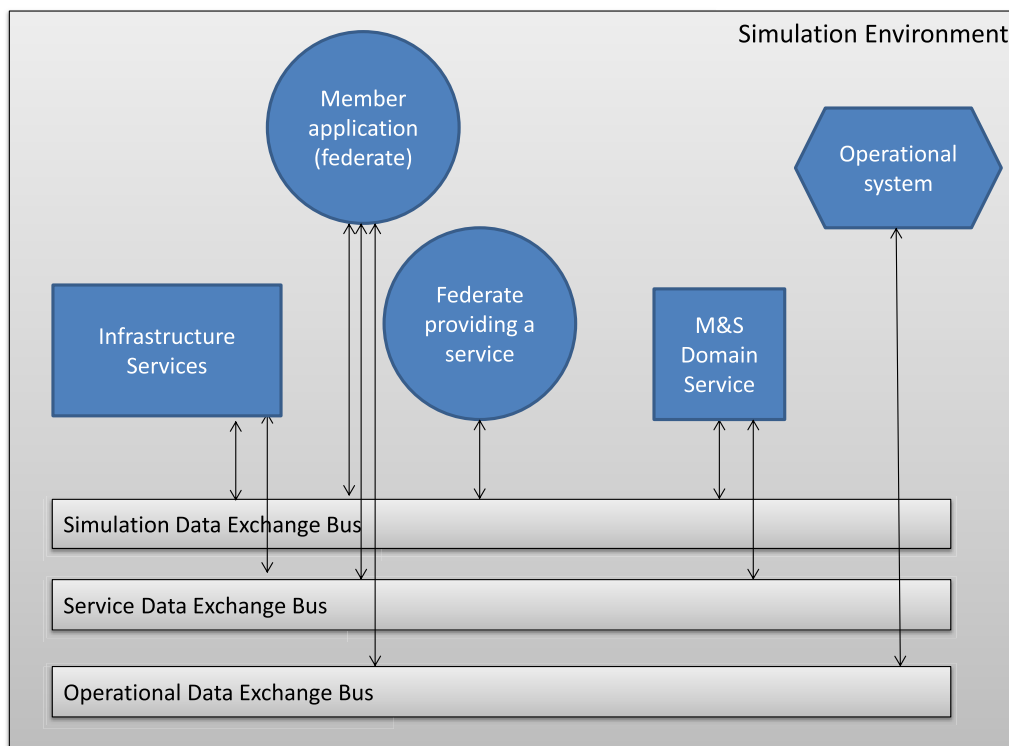 Simulation Environment
Member
application
(federate)
Operational
system
Infrastructure
Services
Federate
providing a
service
M&S
Domain
Service
Simulation Data Exchange Bus
Service Data Exchange Bus
Operational Data Exchange Bus